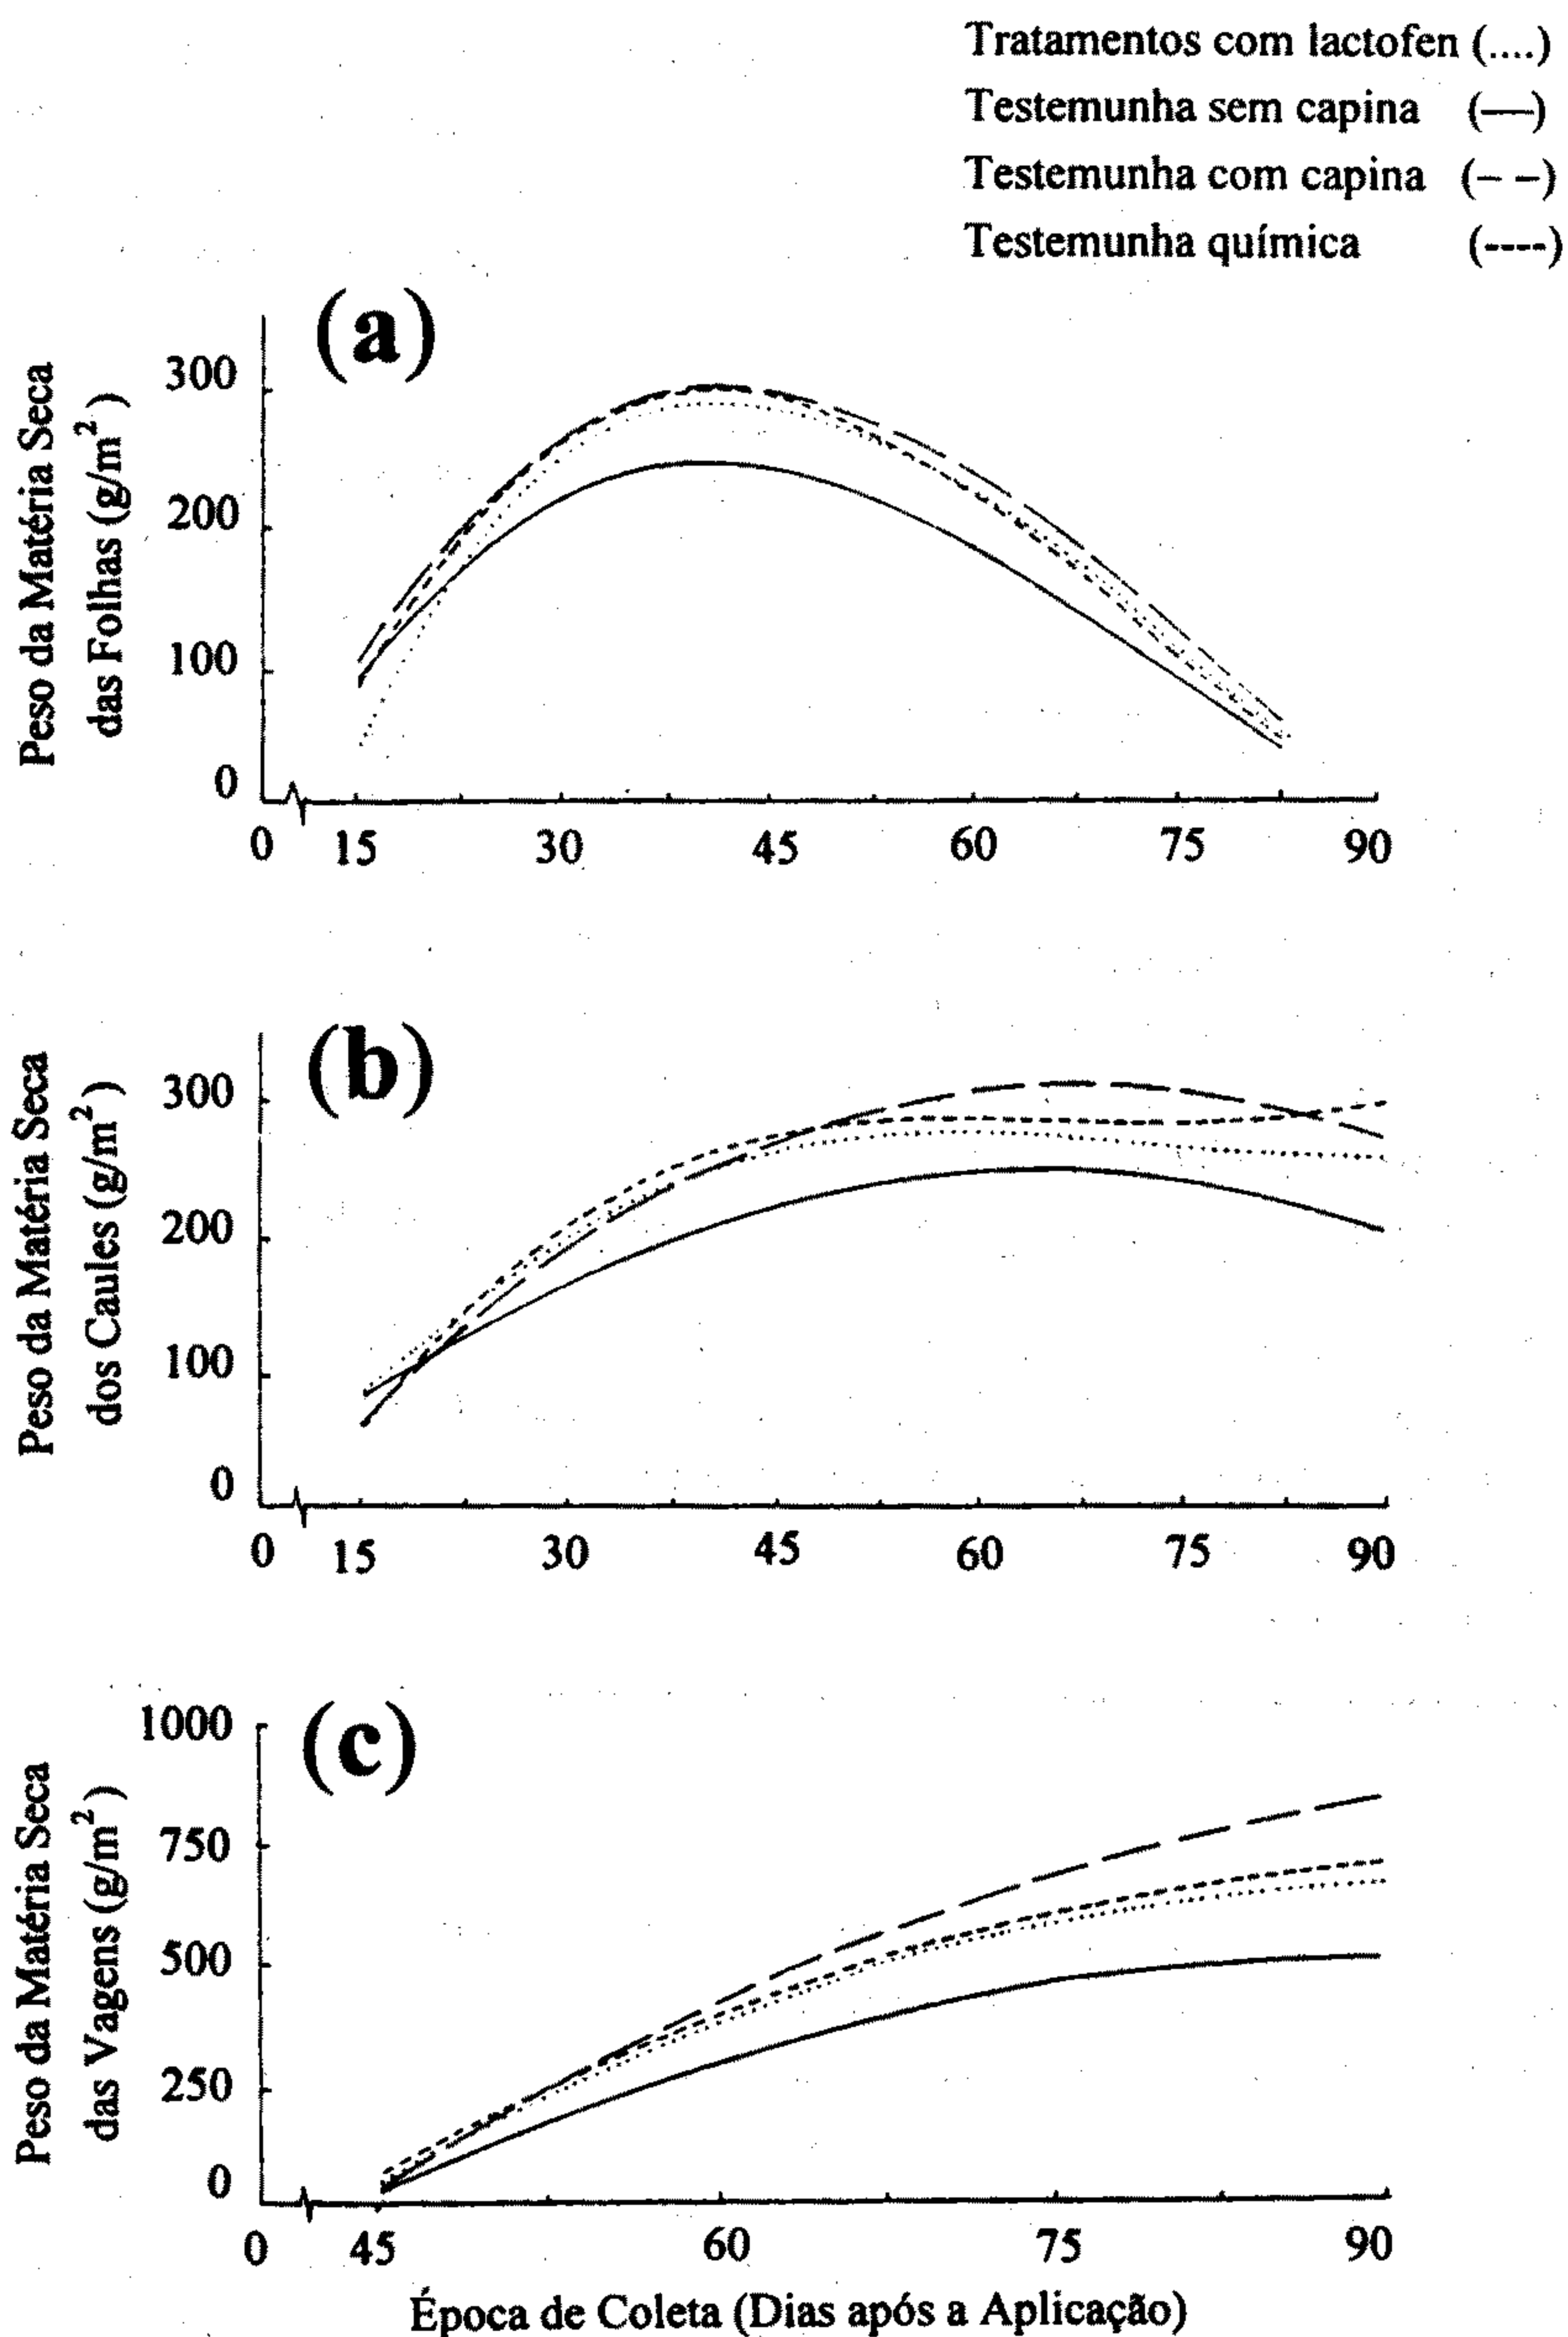 Tratamentos com lactofen (....)
Testemunha sem capina (—)
Testemunha com capina (– –)
Testemunha química (----)
(a)
Peso da Matéria Seca
das Folhas (g/m²)
300
200
100
0
0 15 30 45 60 75 90
(b)
Peso da Matéria Seca
dos Caules (g/m²)
300
200
100
0
0 15 30 45 60 75 90
(c)
Peso da Matéria Seca
das Vagens (g/m²)
1000
750
500
250
0
0 45 60 75 90
Época de Coleta (Dias após a Aplicação)